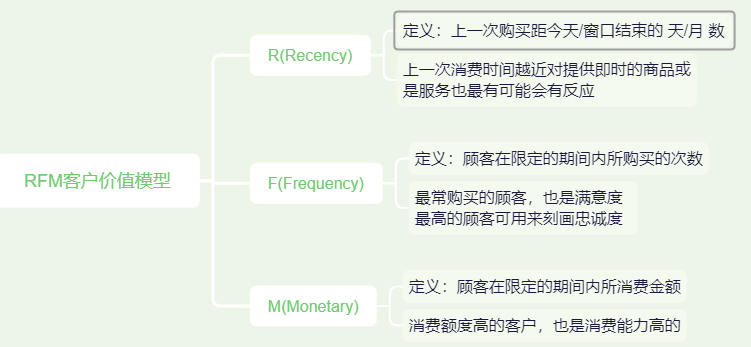 定义：上一次购买距今天/窗口结束的 天/月 数
R(Recency)
上一次消费时间越近对提供即时的商品或
是服务也最有可能会有反应
定义：顾客在限定的期间内所购买的次数
RFM客户价值模型
F(Frequency)
最常购买的顾客，也是满意度
最高的顾客可用来刻画忠诚度
定义：顾客在限定的期间内所消费金额
M(Monetary)
消费额度高的客户，也是消费能力高的